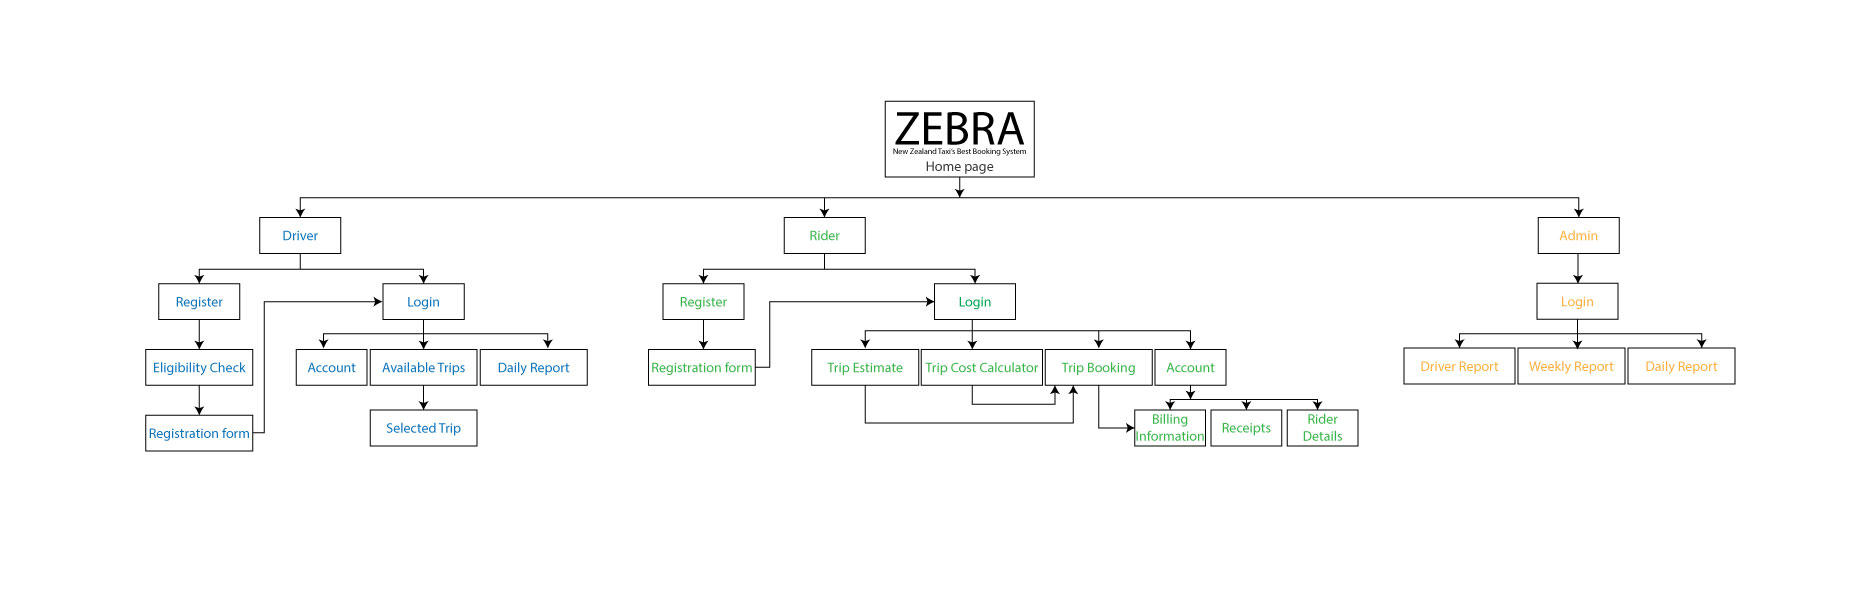 ZEBRA
New Zealand Taxi's Best Booking System
Home page
Driver
Rider
Admin
Register
Login
Register
Login
Login
Eligibility Check
Account
Available Trips
Daily Report
Registration form
Trip Estimate
Trip Cost Calculator
Trip Booking
Account
Driver Report
Weekly Report
Daily Report
Registration form
Selected Trip
Billing
Information
Receipts
Rider
Details